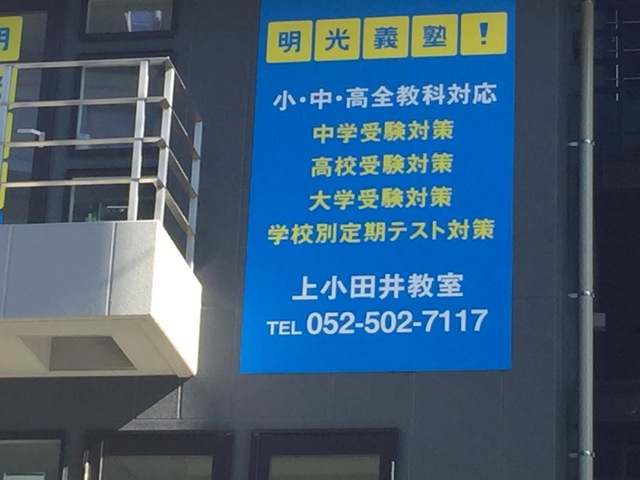 明光義塾!
小・中・高全教科対応
中学受験対策
高校受験対策
大学受験対策
学校別定期テスト対策
上小田井教室
TEL 052-502-7117
明